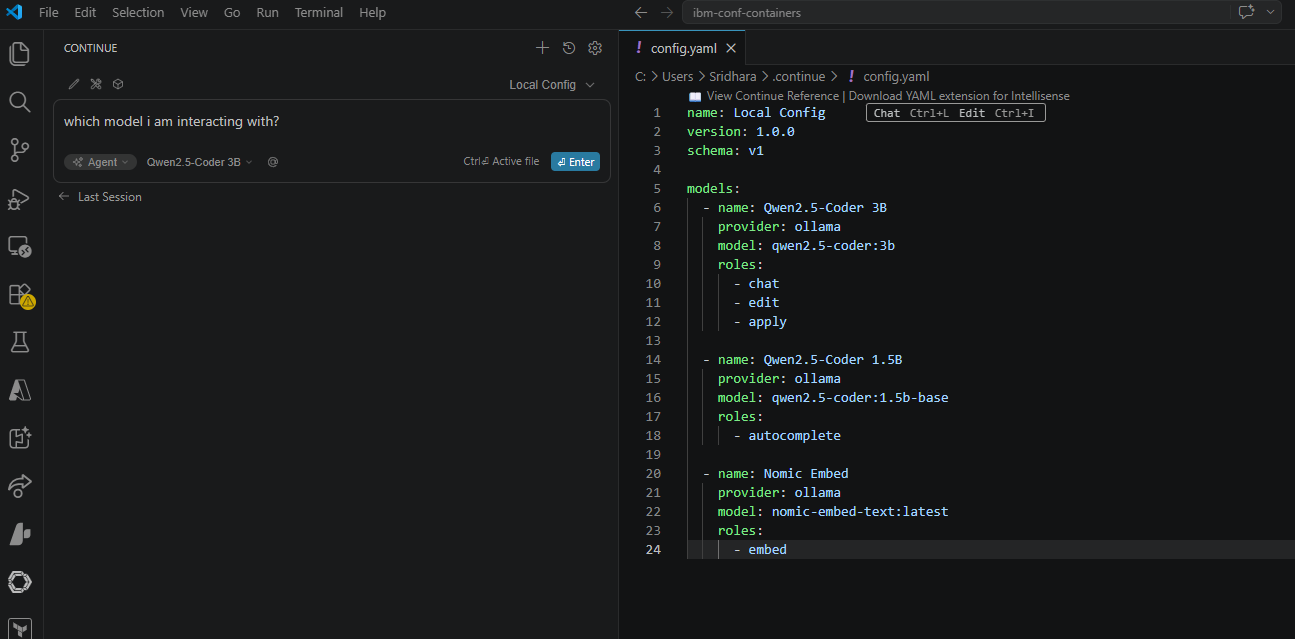 File Edit Selection View Go Run Terminal Help
ibm-conf-containers
CONTINUE
Local Config
which model i am interacting with?
Agent Qwen2.5-Coder 3B @ Ctrl⏎ Active file ⏎ Enter
← Last Session
! config.yaml ×
C: > Users > Sridhara > .continue > ! config.yaml
View Continue Reference | Download YAML extension for Intellisense
1 name: Local Config
Chat Ctrl+L Edit Ctrl+I
2 version: 1.0.0
3 schema: v1
4
5 models:
6 - name: Qwen2.5-Coder 3B
7 provider: ollama
8 model: qwen2.5-coder:3b
9 roles:
10 - chat
11 - edit
12 - apply
13
14 - name: Qwen2.5-Coder 1.5B
15 provider: ollama
16 model: qwen2.5-coder:1.5b-base
17 roles:
18 - autocomplete
19
20 - name: Nomic Embed
21 provider: ollama
22 model: nomic-embed-text:latest
23 roles:
24 - embed